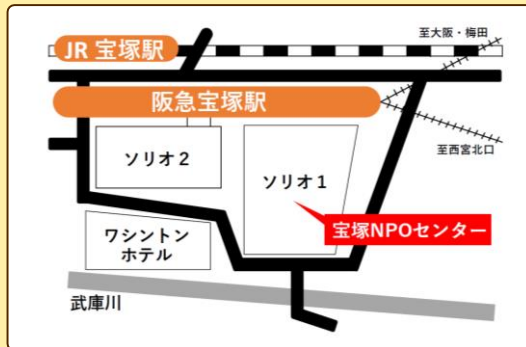 至大阪・梅田
JR 宝塚駅
阪急宝塚駅
至西宮北口
ソリオ2
ソリオ1
宝塚NPOセンター
ワシントン
ホテル
武庫川